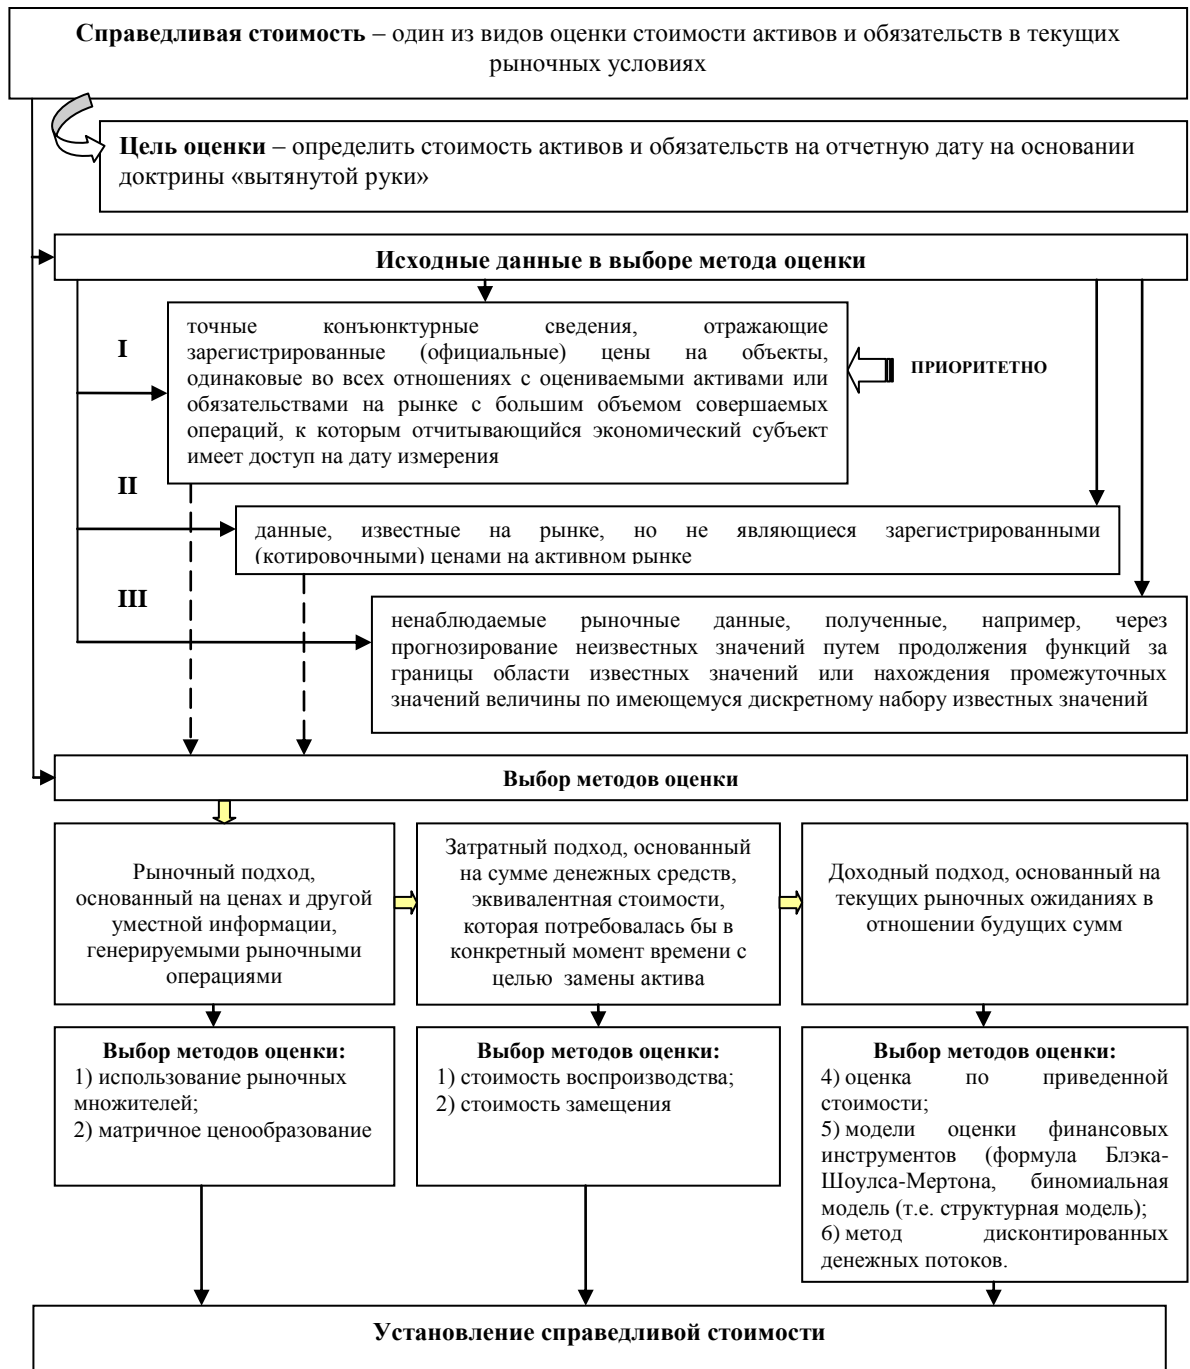 Справедливая стоимость – один из видов оценки стоимости активов и обязательств в текущих
рыночных условиях
Цель оценки – определить стоимость активов и обязательств на отчетную дату на основании
доктрины «вытянутой руки»
Исходные данные в выборе метода оценки
I
точные конъюнктурные сведения, отражающие
зарегистрированные (официальные) цены на объекты,
одинаковые во всех отношениях с оцениваемыми активами или
обязательствами на рынке с большим объемом совершаемых
операций, к которым отчитывающийся экономический субъект
имеет доступ на дату измерения
ПРИОРИТЕТНО
II
данные, известные на рынке, но не являющиеся зарегистрированными
(котировочными) ценами на активном рынке
III
ненаблюдаемые рыночные данные, полученные, например, через
прогнозирование неизвестных значений путем продолжения функций за
границы области известных значений или нахождения промежуточных
значений величины по имеющемуся дискретному набору известных значений
Выбор методов оценки
Рыночный подход,
основанный на ценах и другой
уместной информации,
генерируемыми рыночными
операциями
Затратный подход, основанный
на сумме денежных средств,
эквивалентная стоимости,
которая потребовалась бы в
конкретный момент времени с
целью замены актива
Доходный подход, основанный на
текущих рыночных ожиданиях в
отношении будущих сумм
Выбор методов оценки:
1) использование рыночных
множителей;
2) матричное ценообразование
Выбор методов оценки:
1) стоимость воспроизводства;
2) стоимость замещения
Выбор методов оценки:
4) оценка по приведенной
стоимости;
5) модели оценки финансовых
инструментов (формула Блэка-
Шоулса-Мертона, биномиальная
модель (т.е. структурная модель);
6) метод дисконтированных
денежных потоков.
Установление справедливой стоимости